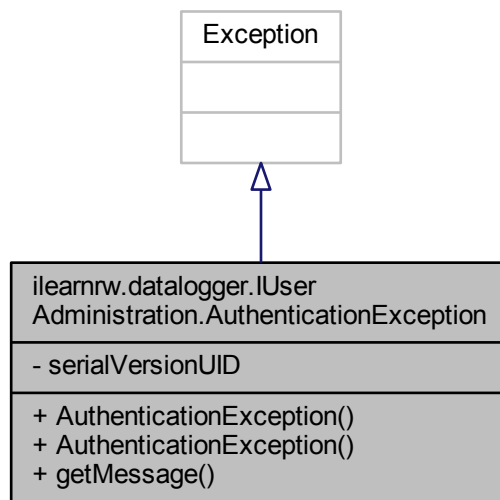 Exception
ilearnrw.datalogger.IUser
Administration.AuthenticationException
- serialVersionUID
+ AuthenticationException()
+ AuthenticationException()
+ getMessage()